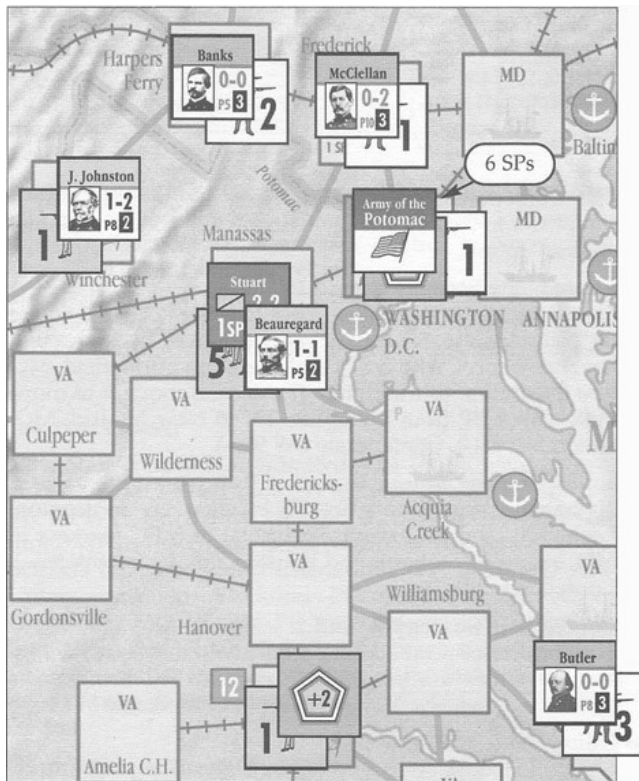 Harpers
Ferry
Banks
0-0
P5 3
2
Frederick
McClellan
0-2
P10 3
1
MD
Baltin
6 SPs
J. Johnston
1-2
P8 2
1
Winchester
Potomac
Manassas
Army of the
Potomac
1
MD
Stuart
1SP
5
Beauregard
1-1
P5 2
WASHINGTON
D.C.
ANNAPOLIS
VA
Culpeper
VA
Wilderness
VA
Fredericks-
burg
VA
Acquia
Creek
M
VA
Gordonsville
VA
Hanover
Williamsburg
VA
VA
Butler
0-0
P8 3
3
12
+2
1
VA
Amelia C.H.